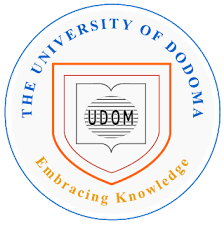 THE UNIVERSITY OF DODOMA
UDOM
Embracing Knowledge